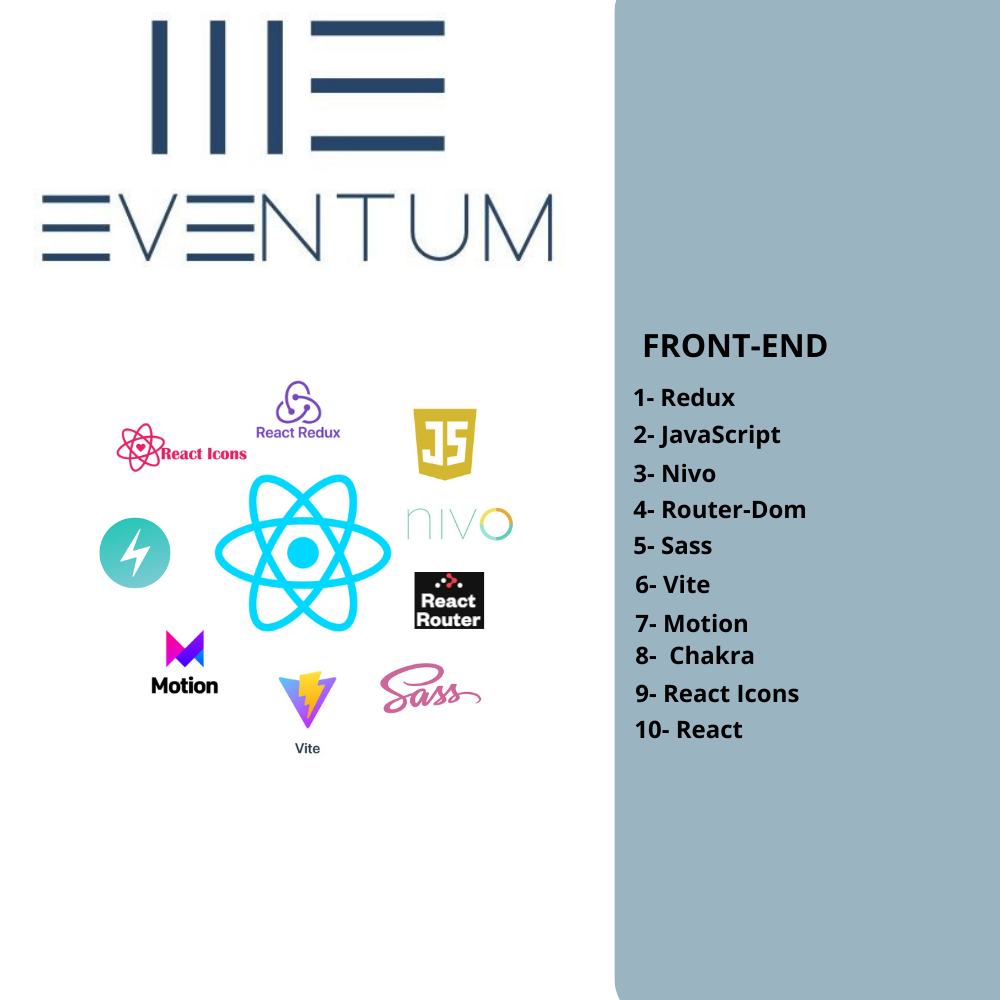 EVENTUM
React Redux
React Icons
JS
nivo
React
Router
Motion
Sass
Vite
FRONT-END
1- Redux
2- JavaScript
3- Nivo
4- Router-Dom
5- Sass
6- Vite
7- Motion
8- Chakra
9- React Icons
10- React